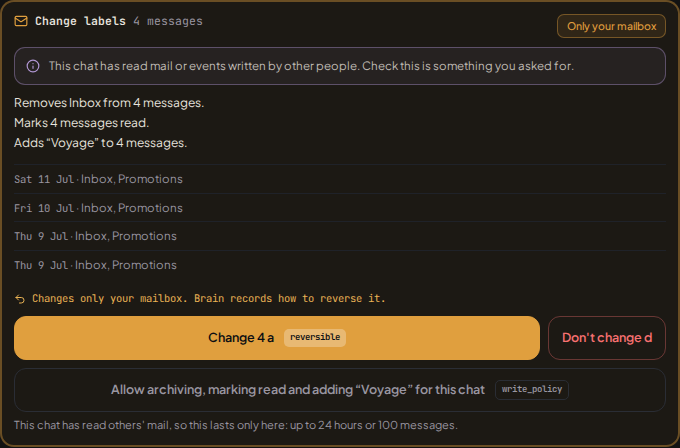 Change labels 4 messages
Only your mailbox
This chat has read mail or events written by other people. Check this is something you asked for.
Removes Inbox from 4 messages.
Marks 4 messages read.
Adds “Voyage” to 4 messages.
Sat 11 Jul · Inbox, Promotions
Fri 10 Jul · Inbox, Promotions
Thu 9 Jul · Inbox, Promotions
Thu 9 Jul · Inbox, Promotions
Changes only your mailbox. Brain records how to reverse it.
Change 4 a reversible
Don't change d
Allow archiving, marking read and adding “Voyage” for this chat write_policy
This chat has read others' mail, so this lasts only here: up to 24 hours or 100 messages.